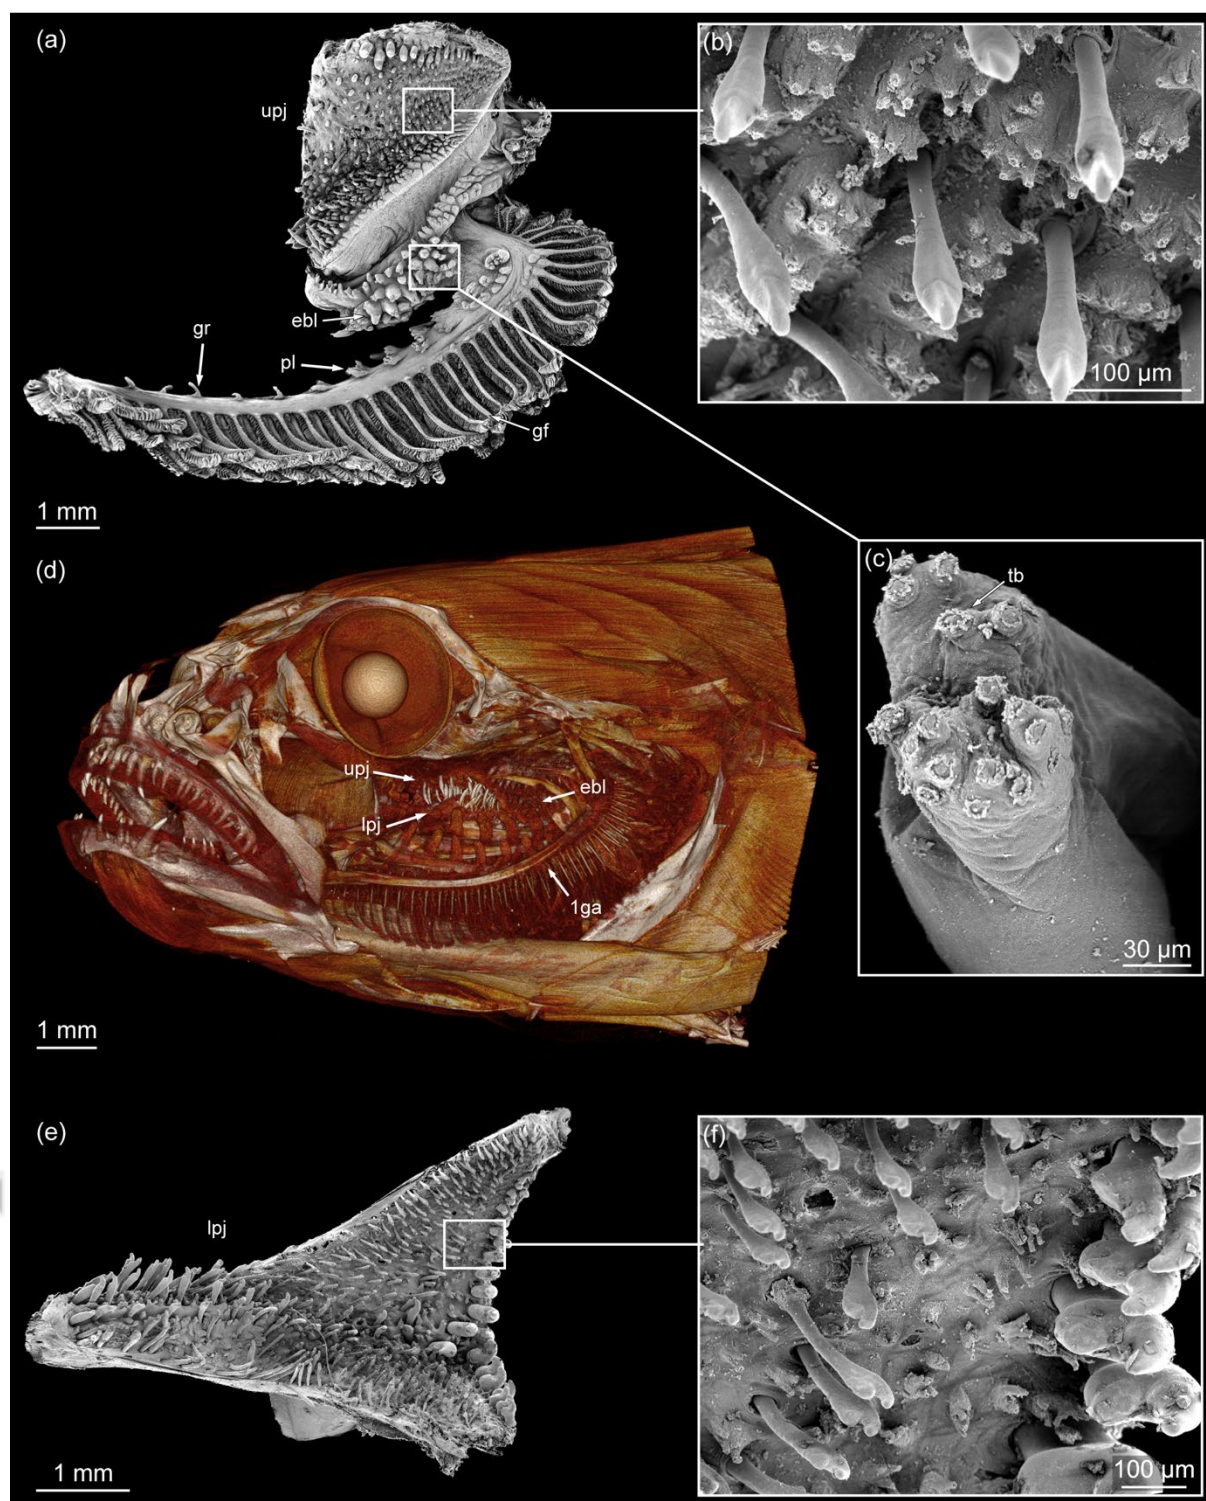 (a)
upj
ebl
gr
pl
gf
1 mm
(b)
100 µm
(c)
tb
30 µm
(d)
upj
ebl
lpj
1ga
1 mm
(e)
lpj
1 mm
(f)
100 µm